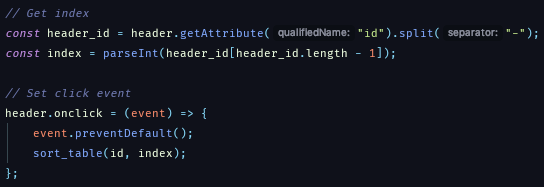 // Get index
const header_id = header.getAttribute( qualifiedName: "id").split( separator: "-");
const index = parseInt(header_id[header_id.length - 1]);
// Set click event
header.onclick = (event) => {
event.preventDefault();
sort_table(id, index);
};